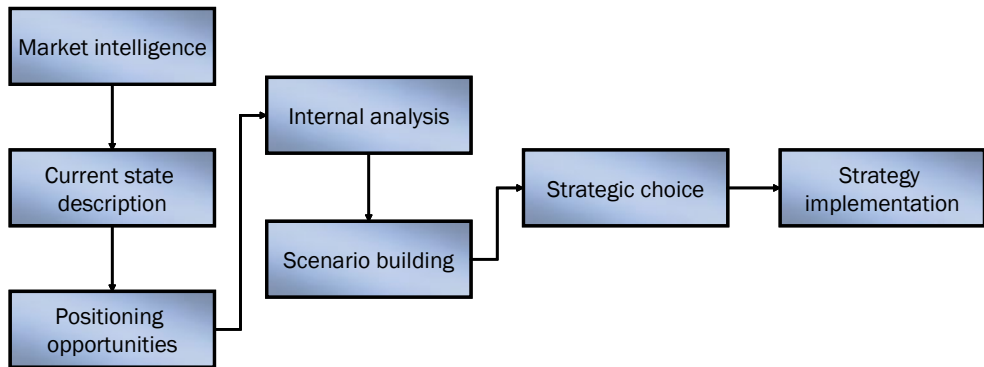 Market intelligence
Current state
description
Positioning
opportunities
Internal analysis
Scenario building
Strategic choice
Strategy
implementation